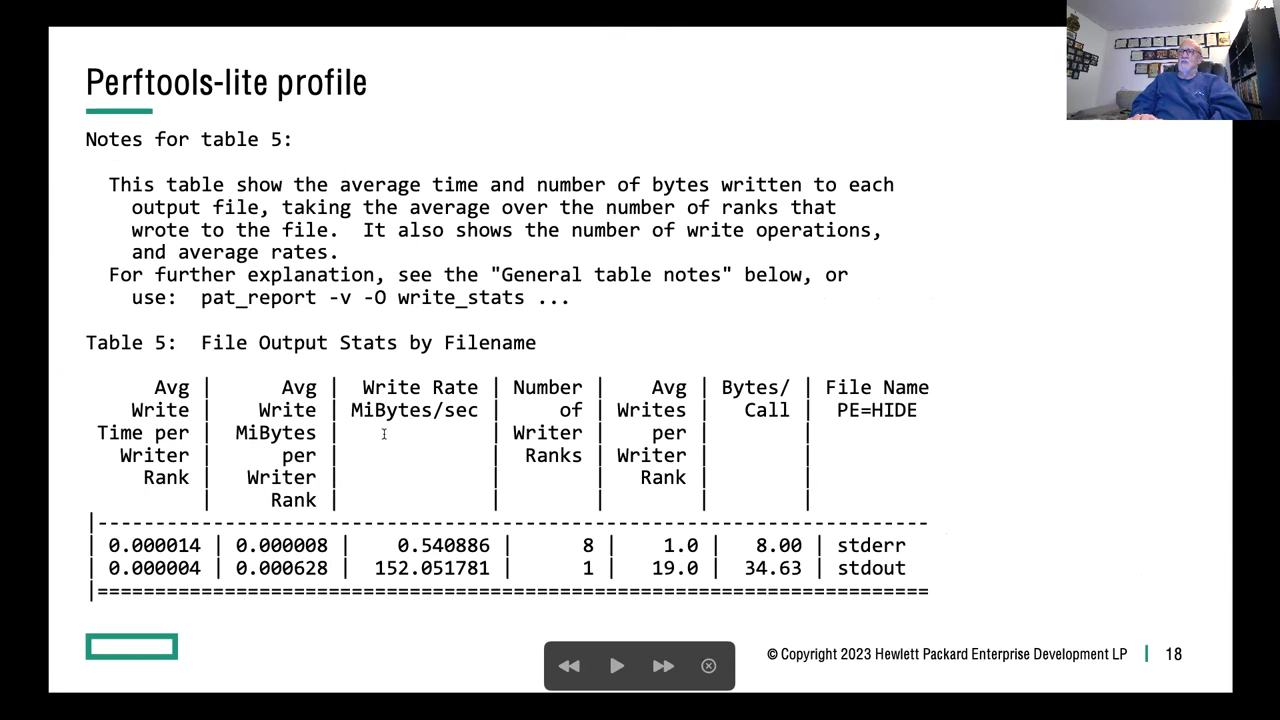 Perftools-lite profile
Notes for table 5:
This table show the average time and number of bytes written to each
output file, taking the average over the number of ranks that
wrote to the file.  It also shows the number of write operations,
and average rates.
For further explanation, see the "General table notes" below, or
use:  pat_report -v -O write_stats ...
Table 5:  File Output Stats by Filename
Avg | Avg | Write Rate | Number | Avg | Bytes/ | File Name
Write | Write | MiBytes/sec | of | Writes | Call | PE=HIDE
Time per | MiBytes | | Writer | per | |
Writer | per | | Ranks | Writer | |
Rank | Writer | | | Rank | |
| Rank | | | | |
|------------------------------------------------------------------------
| 0.000014 | 0.000008 | 0.540886 | 8 | 1.0 | 8.00 | stderr
| 0.000004 | 0.000628 | 152.051781 | 1 | 19.0 | 34.63 | stdout
|========================================================================
© Copyright 2023 Hewlett Packard Enterprise Development LP | 18